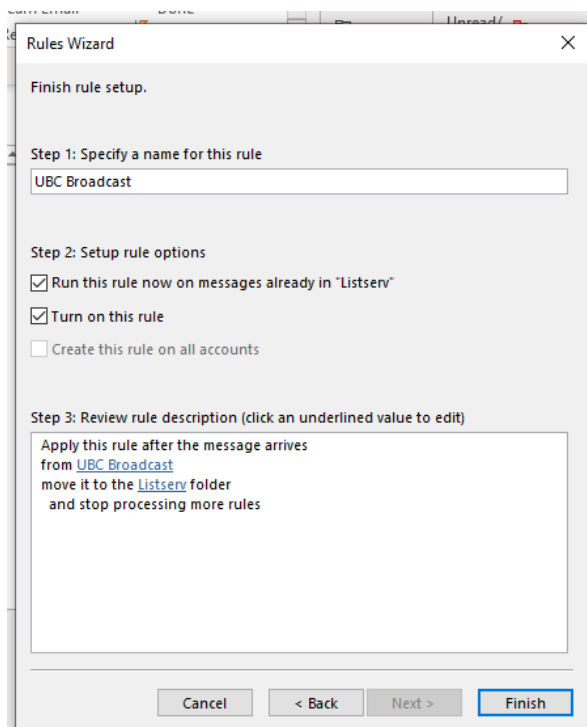 Rules Wizard
Finish rule setup.
Step 1: Specify a name for this rule
UBC Broadcast
Step 2: Setup rule options
Run this rule now on messages already in "Listserv"
Turn on this rule
Create this rule on all accounts
Step 3: Review rule description (click an underlined value to edit)
Apply this rule after the message arrives
from UBC Broadcast
move it to the Listserv folder
and stop processing more rules
Cancel
< Back
Next >
Finish